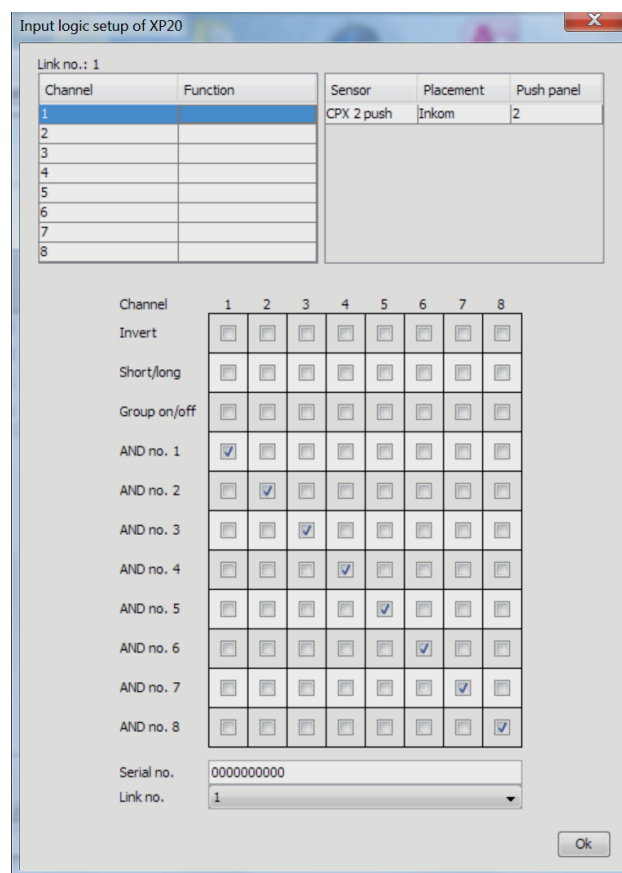 Input logic setup of XP20
Link no.: 1
Channel Function
1
2
3
4
5
6
7
8
Sensor Placement Push panel
CPX 2 push Inkom 2
Channel 1 2 3 4 5 6 7 8
Invert
Short/long
Group on/off
AND no. 1
AND no. 2
AND no. 3
AND no. 4
AND no. 5
AND no. 6
AND no. 7
AND no. 8
Serial no. 0000000000
Link no. 1
Ok